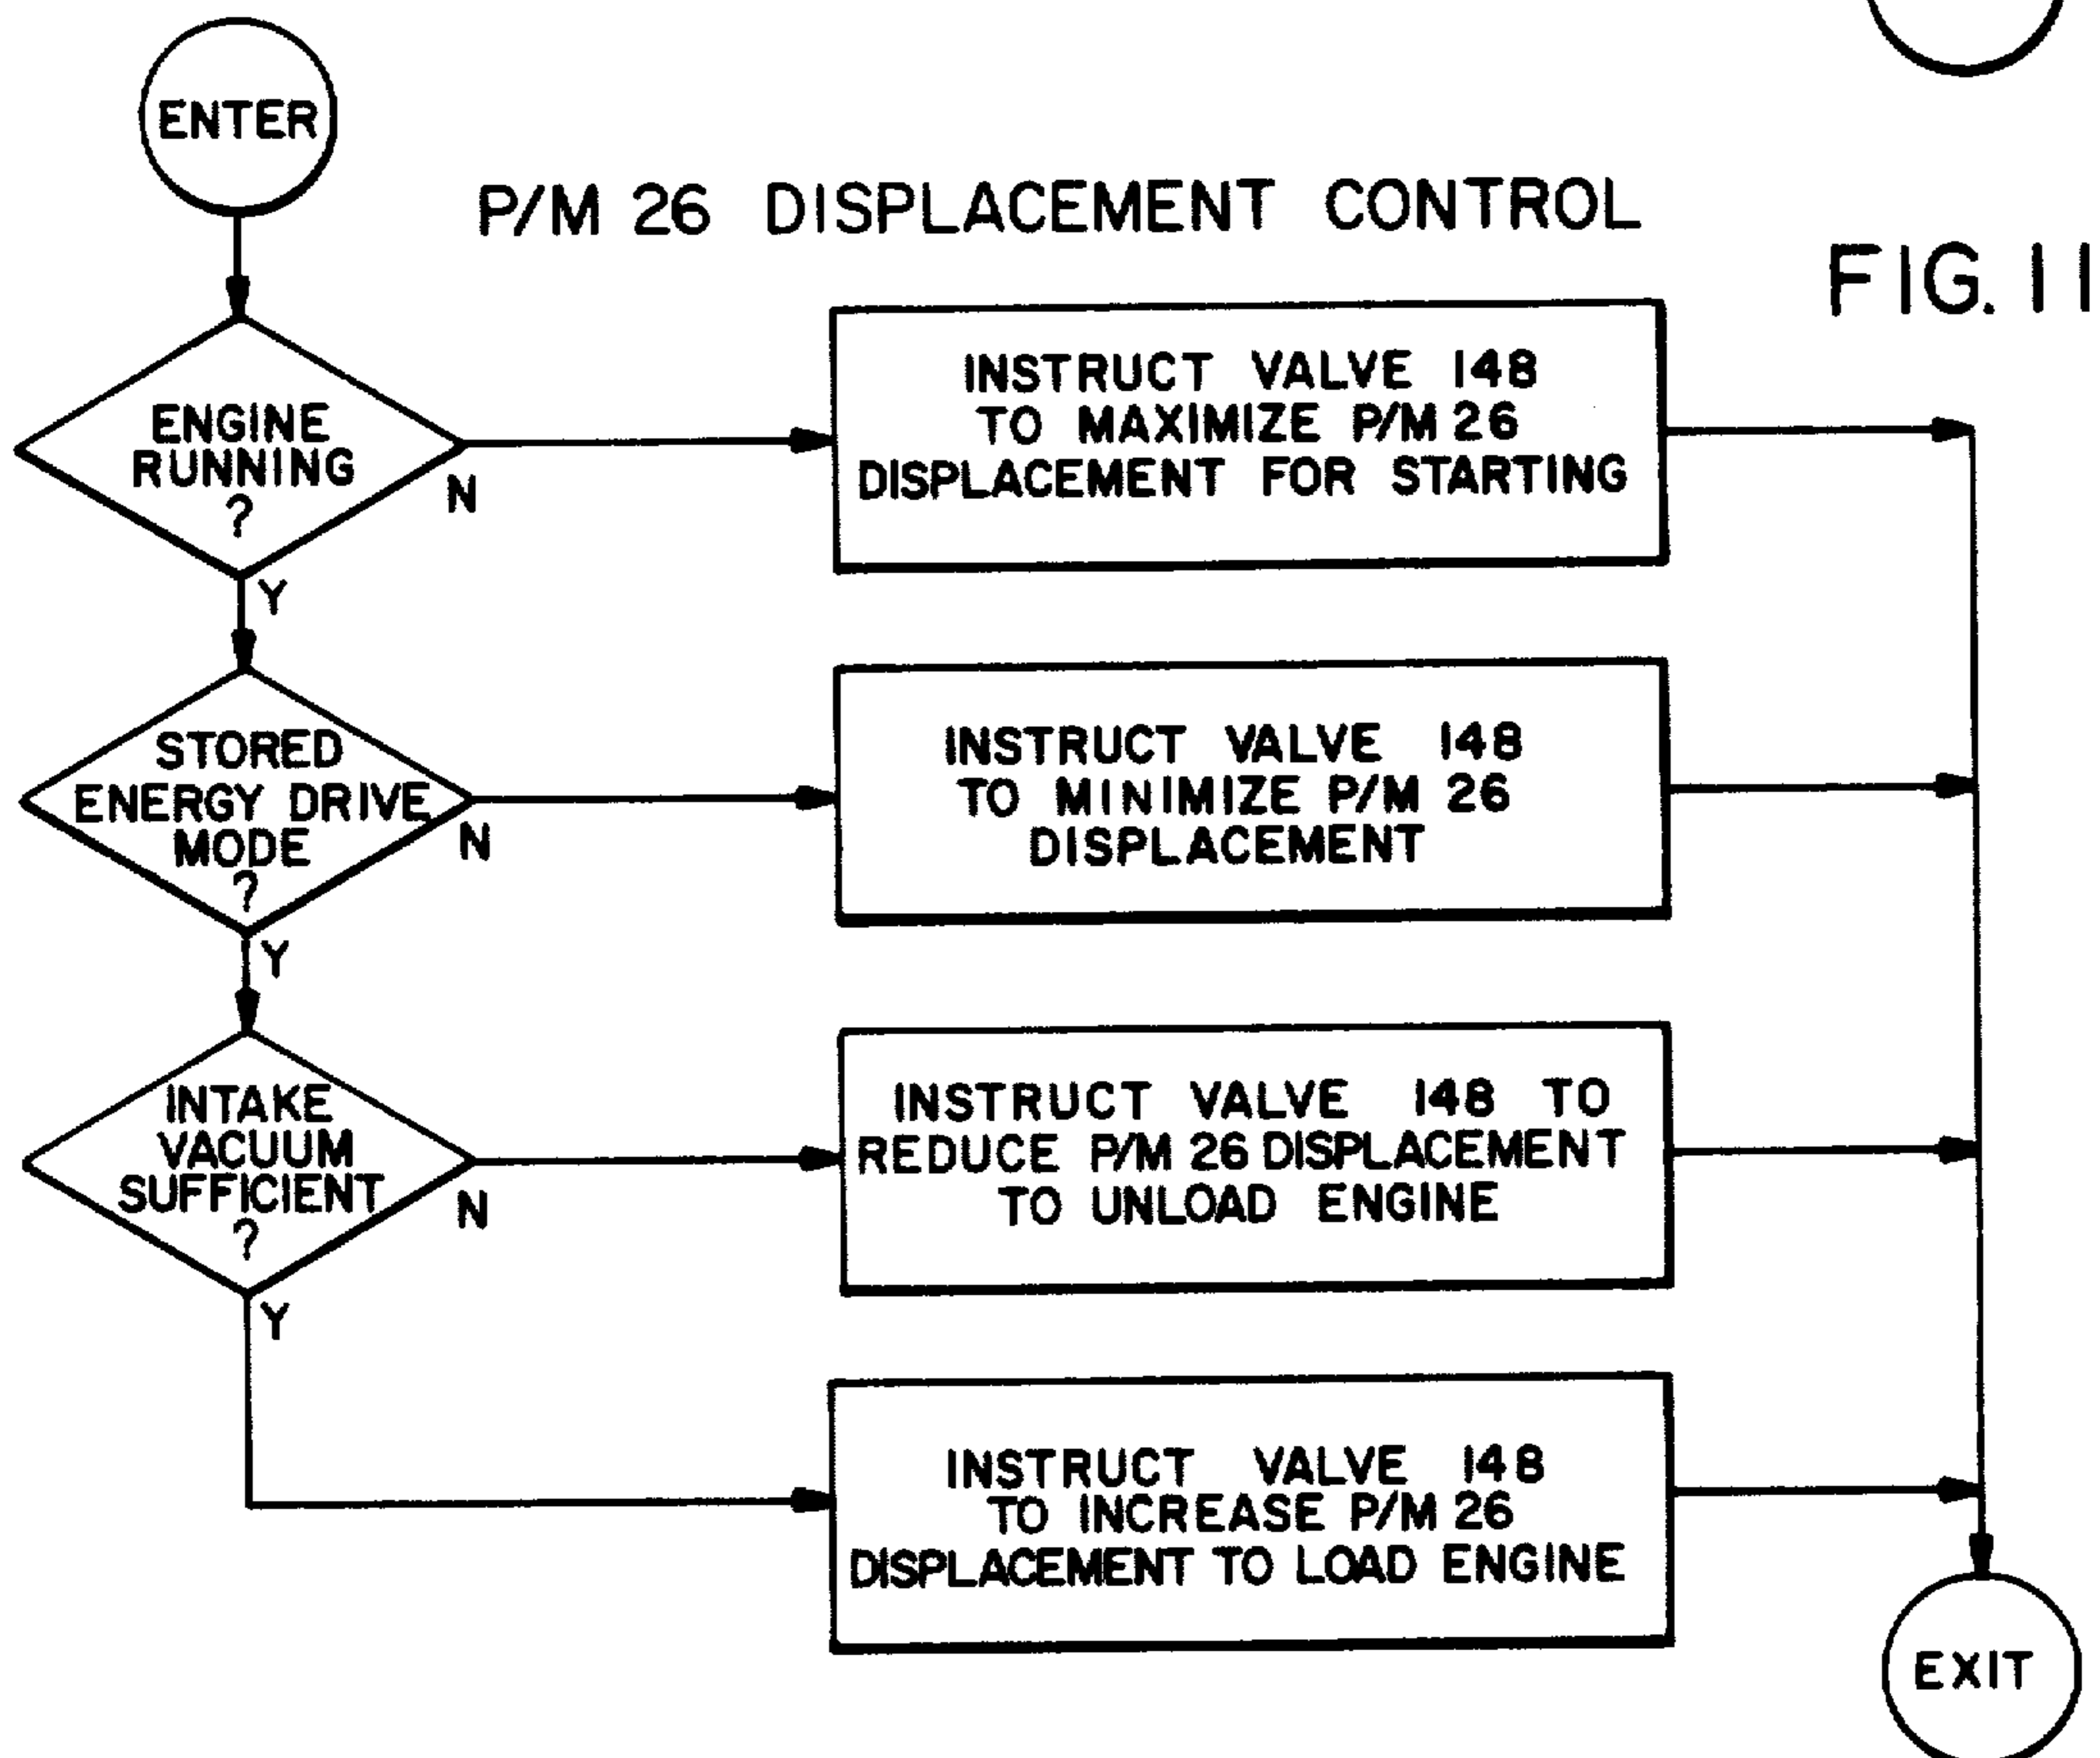 ENTER
P/M 26 DISPLACEMENT CONTROL
FIG. 11
ENGINE
RUNNING
?
N
Y
INSTRUCT VALVE 148
TO MAXIMIZE P/M 26
DISPLACEMENT FOR STARTING
STORED
ENERGY DRIVE
MODE
?
N
Y
INSTRUCT VALVE 148
TO MINIMIZE P/M 26
DISPLACEMENT
INTAKE
VACUUM
SUFFICIENT
?
N
Y
INSTRUCT VALVE 148 TO
REDUCE P/M 26 DISPLACEMENT
TO UNLOAD ENGINE
INSTRUCT VALVE 148
TO INCREASE P/M 26
DISPLACEMENT TO LOAD ENGINE
EXIT